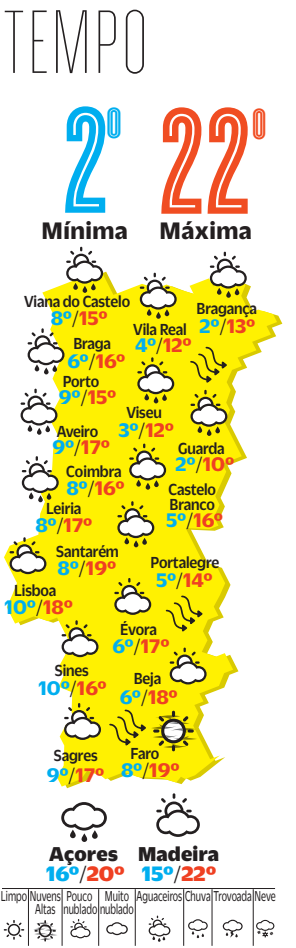 TEMPO
2º 22º
Mínima Máxima
Viana do Castelo
8º/15º
Bragança
2º/13º
Vila Real
4º/12º
Braga
6º/16º
Porto
9º/15º
Viseu
3º/12º
Aveiro
9º/17º
Guarda
2º/10º
Coimbra
8º/16º
Castelo
Branco
5º/16º
Leiria
8º/17º
Santarém
8º/19º
Portalegre
5º/14º
Lisboa
10º/18º
Évora
6º/17º
Sines
10º/16º
Beja
6º/18º
Sagres
9º/17º
Faro
8º/19º
Açores Madeira
16º/20º 15º/22º
Limpo Nuvens Pouco Muito Aguaceiros Chuva Trovoada Neve
Altas nublado nublado